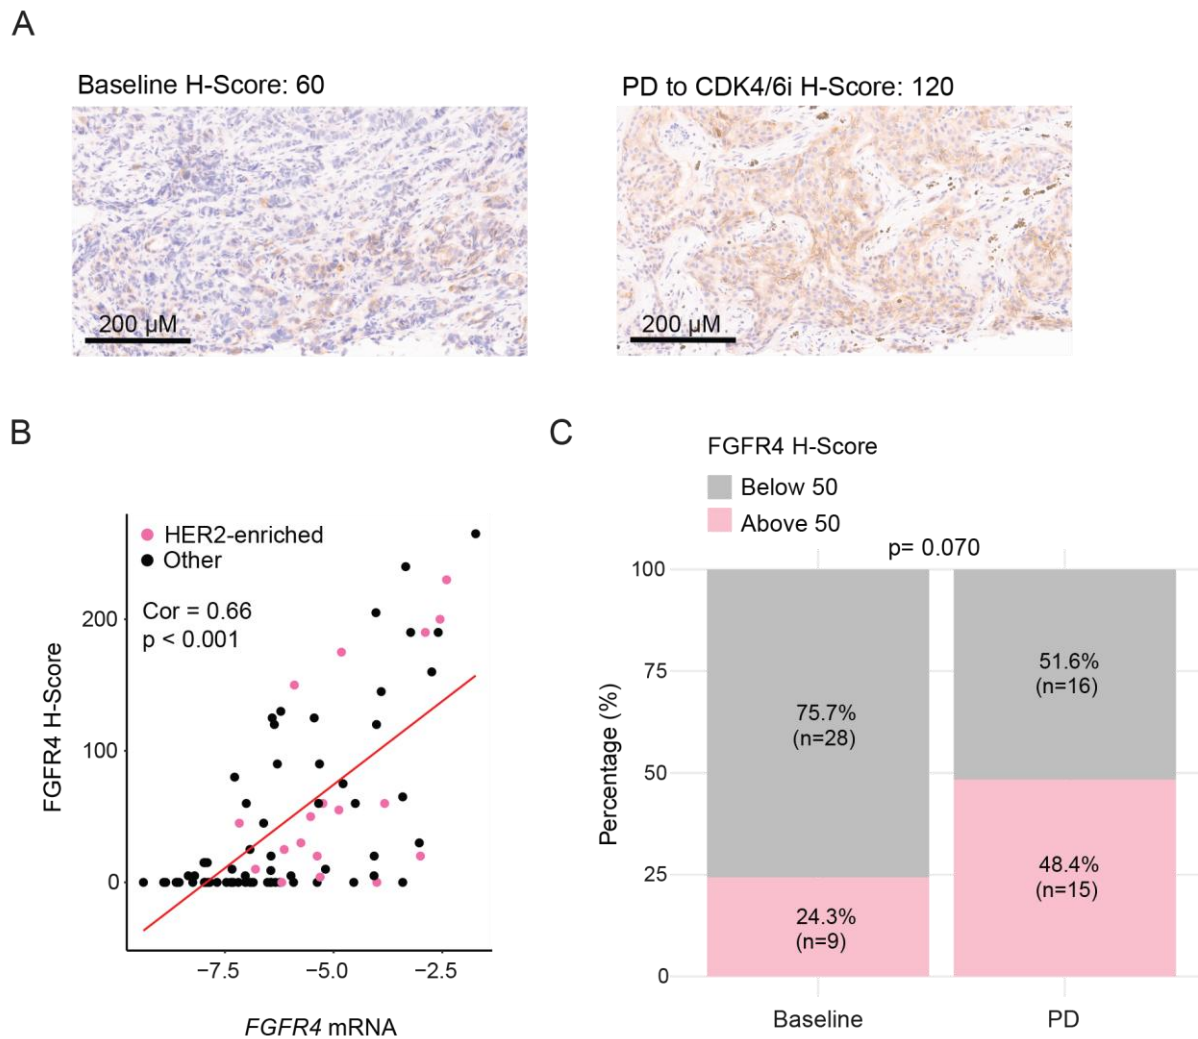 A
Baseline H-Score: 60
PD to CDK4/6i H-Score: 120
200 µM
200 µM
B
HER2-enriched
Other
Cor = 0.66
p < 0.001
FGFR4 H-Score
200
100
0
−7.5
−5.0
−2.5
FGFR4 mRNA
C
FGFR4 H-Score
Below 50
Above 50
p= 0.070
Percentage (%)
100
75
50
25
0
75.7%
(n=28)
24.3%
(n=9)
51.6%
(n=16)
48.4%
(n=15)
Baseline
PD